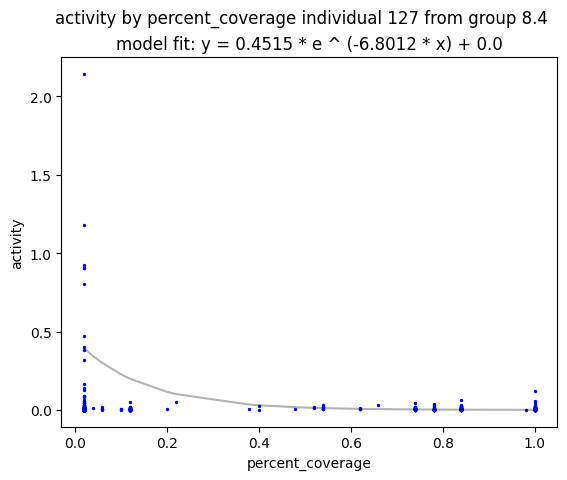 activity by percent_coverage individual 127 from group 8.4
model fit: y = 0.4515 * e ^ (-6.8012 * x) + 0.0
2.0
1.5
1.0
0.5
0.0
activity
0.0 0.2 0.4 0.6 0.8 1.0
percent_coverage